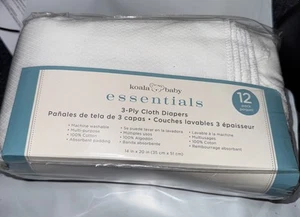 koala baby
essentials
12
3-Ply Cloth Diapers
Pañales de tela de 3 capas • Couches lavables 3 épaisseur
• Machine washable
• Multi purpose
• 100% Cotton
• Absorbent padding
• Se puede lavar en la lavadora
• Multiples usos
• 100% Algodón
• Banda absorbente
• Lavable à la machine
• Multiusages
• 100% Coton
• Rembourrage absorbant
14 in x 20 in (35 cm x 51 cm)